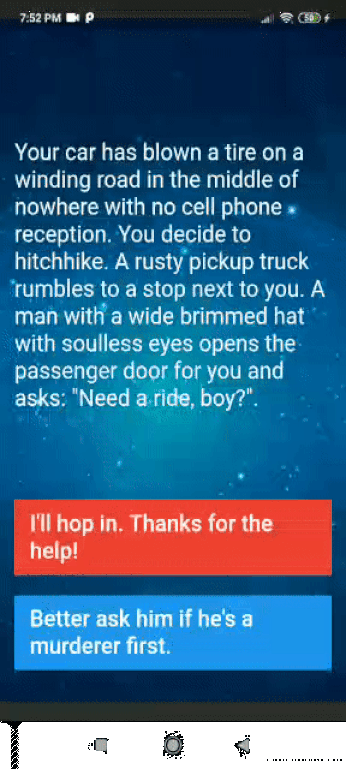 7:52 PM P 59
Your car has blown a tire on a
winding road in the middle of
nowhere with no cell phone
reception. You decide to
hitchhike. A rusty pickup truck
rumbles to a stop next to you. A
man with a wide brimmed hat
with soulless eyes opens the
passenger door for you and
asks: "Need a ride, boy?".
I'll hop in. Thanks for the
help!
Better ask him if he's a
murderer first.